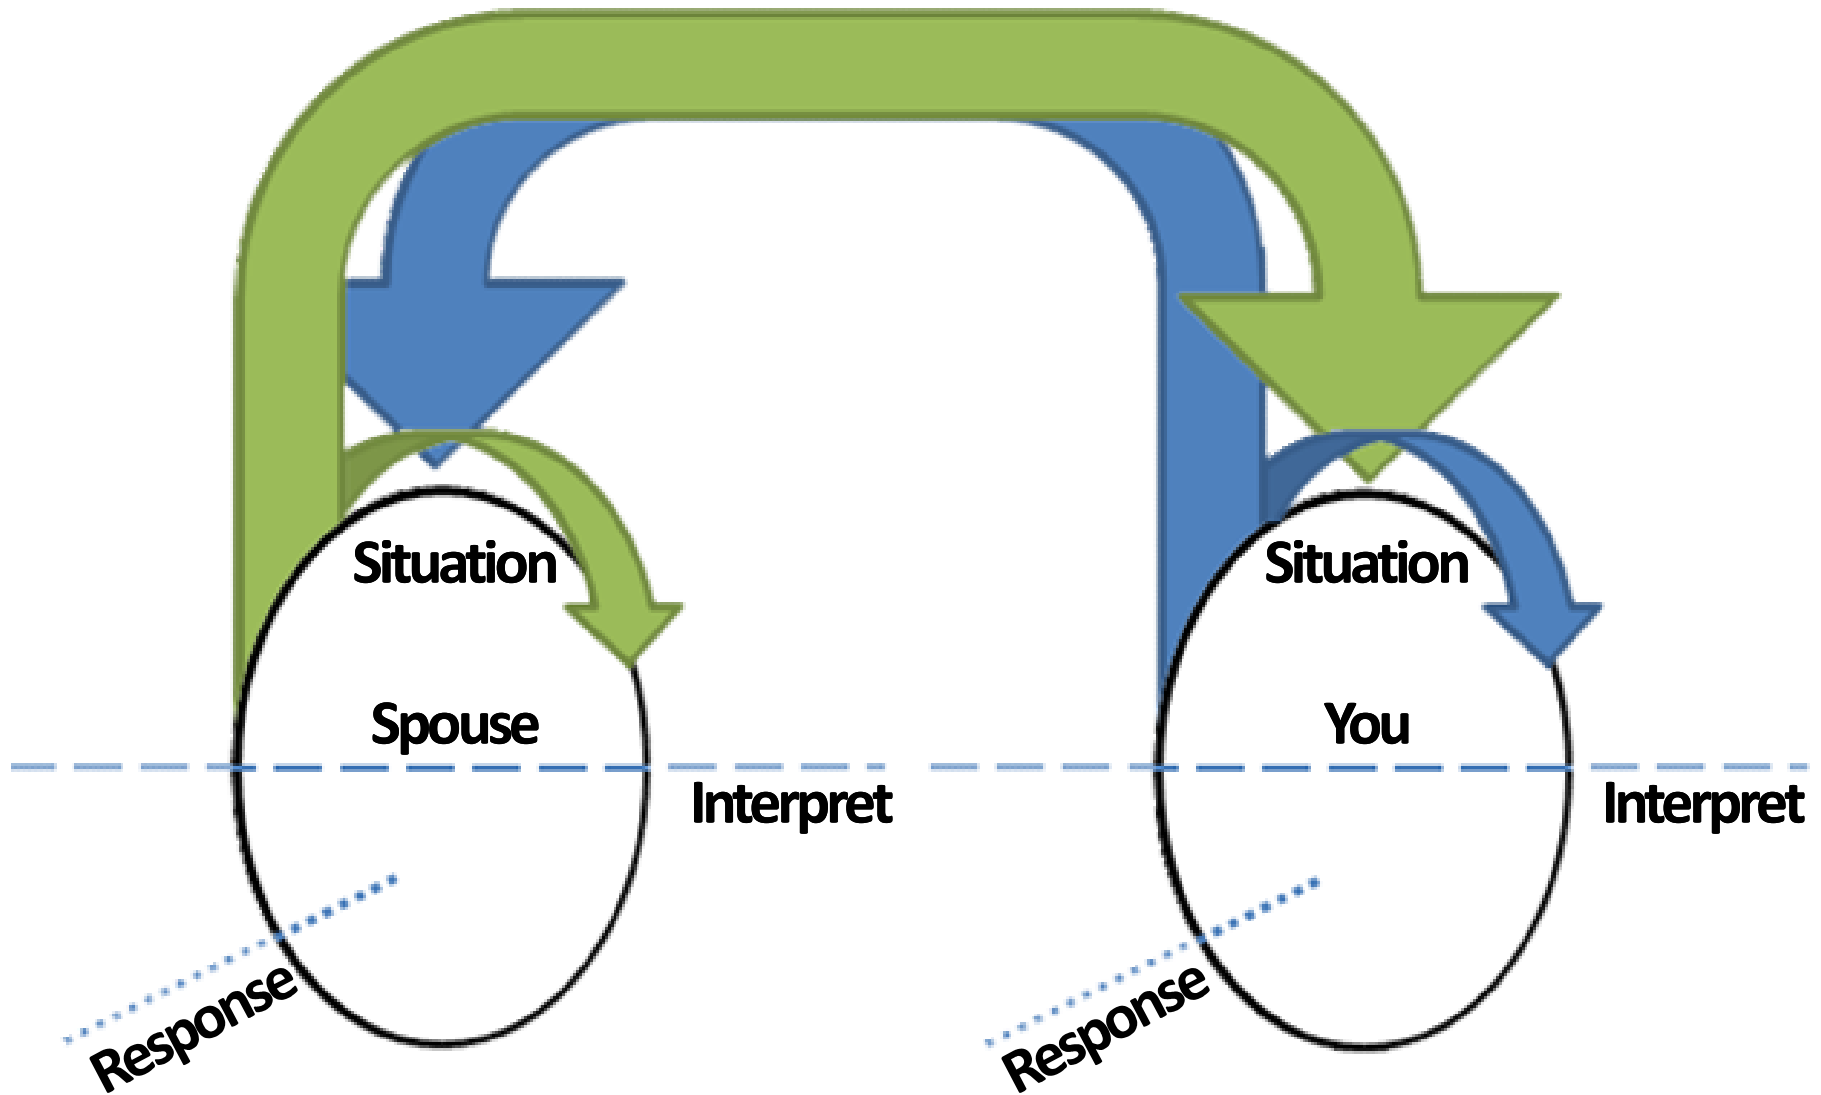 Situation
Spouse
Interpret
Response
Situation
You
Interpret
Response